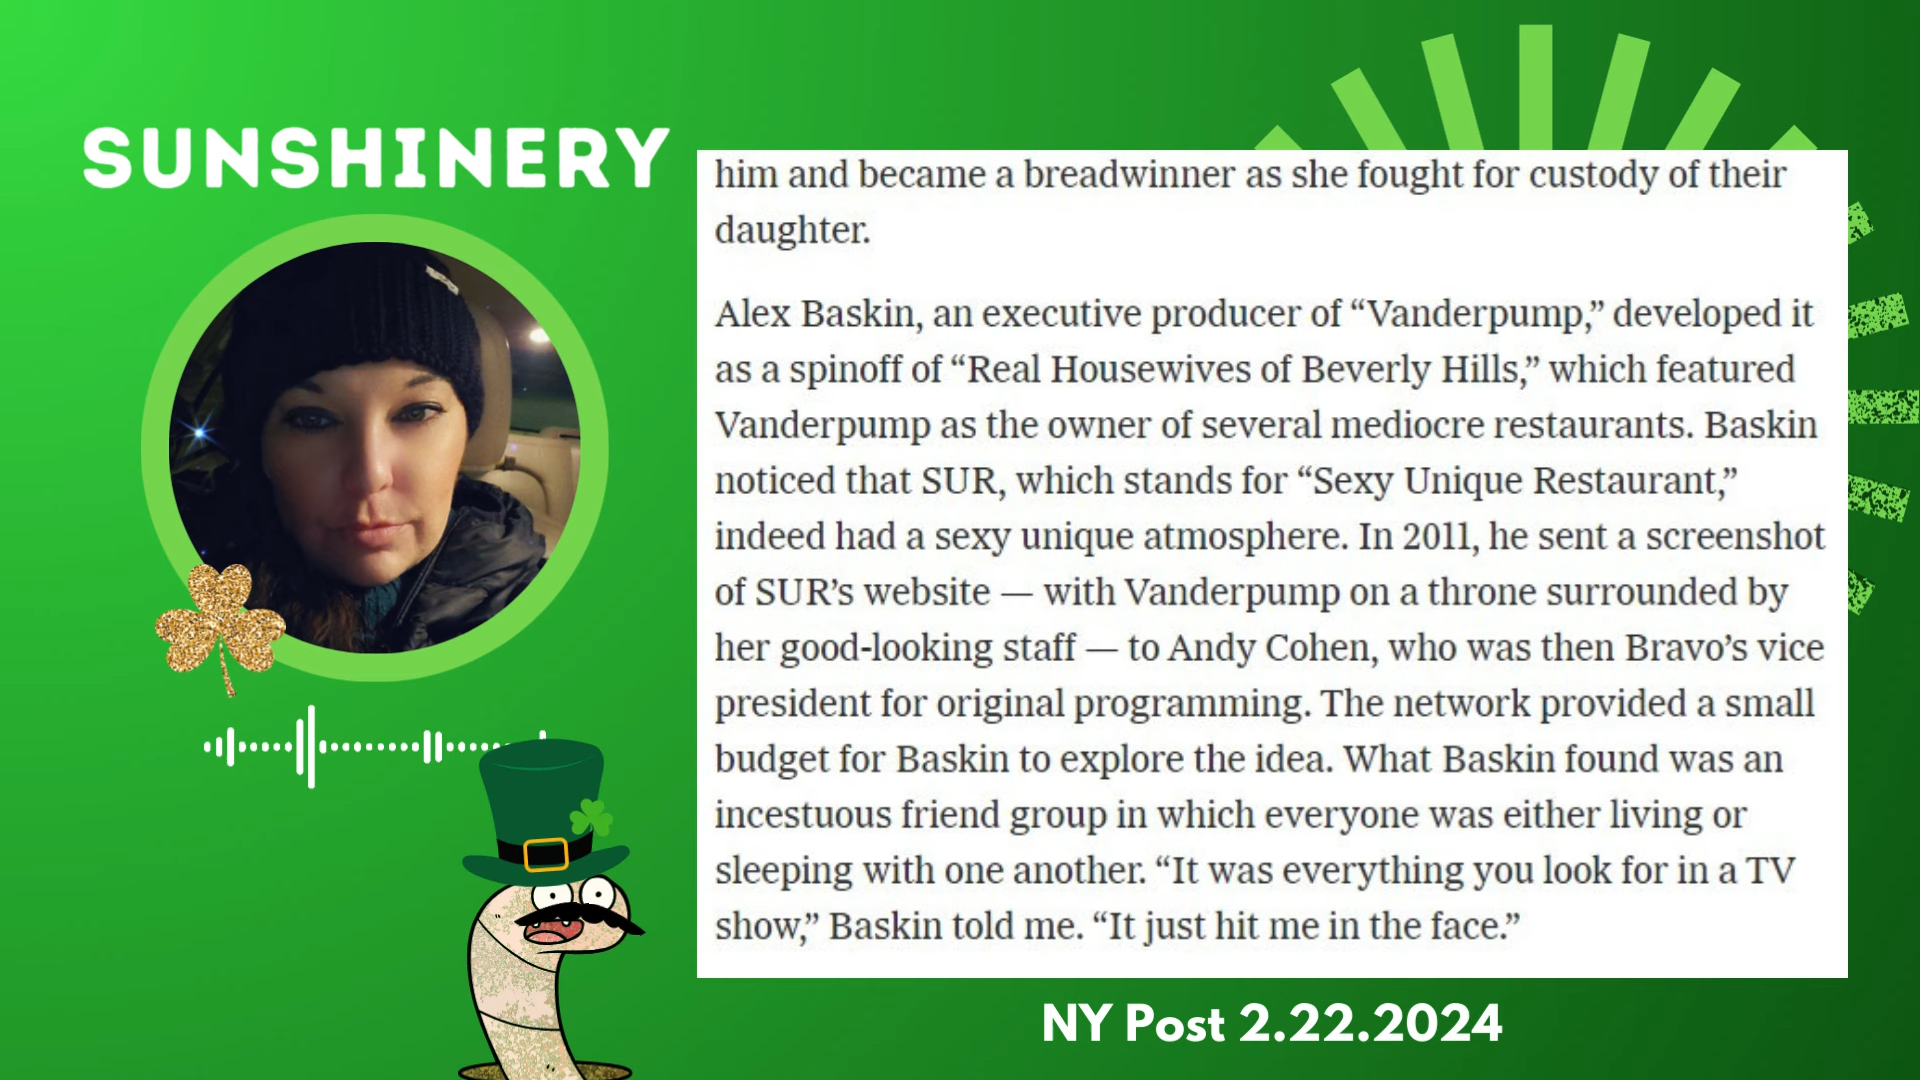 SUNSHINERY
him and became a breadwinner as she fought for custody of their
daughter.
Alex Baskin, an executive producer of “Vanderpump,” developed it
as a spinoff of “Real Housewives of Beverly Hills,” which featured
Vanderpump as the owner of several mediocre restaurants. Baskin
noticed that SUR, which stands for “Sexy Unique Restaurant,”
indeed had a sexy unique atmosphere. In 2011, he sent a screenshot
of SUR’s website — with Vanderpump on a throne surrounded by
her good-looking staff — to Andy Cohen, who was then Bravo’s vice
president for original programming. The network provided a small
budget for Baskin to explore the idea. What Baskin found was an
incestuous friend group in which everyone was either living or
sleeping with one another. “It was everything you look for in a TV
show,” Baskin told me. “It just hit me in the face.”
NY Post 2.22.2024